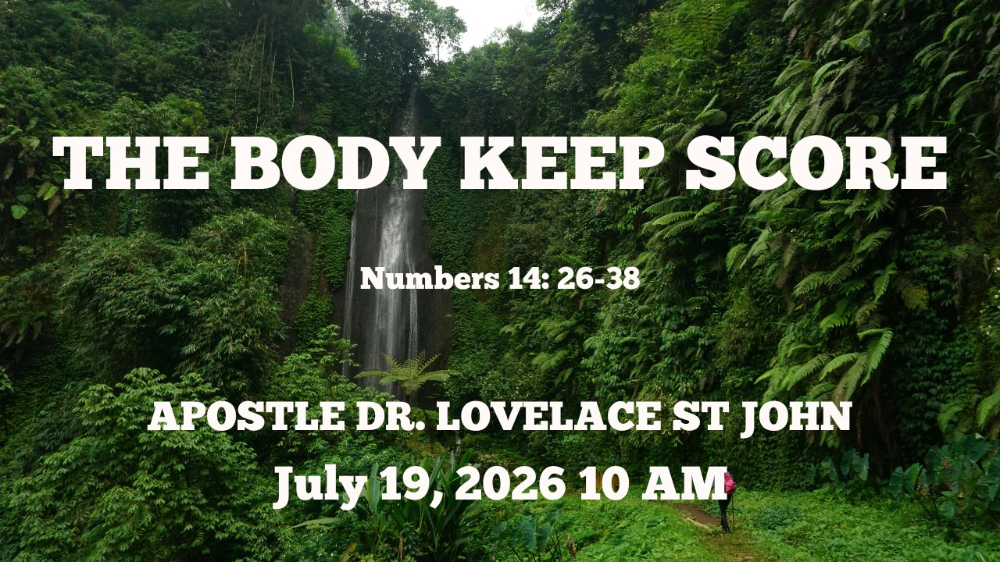 THE BODY KEEP SCORE
Numbers 14: 26-38
APOSTLE DR. LOVELACE ST JOHN
July 19, 2026 10 AM